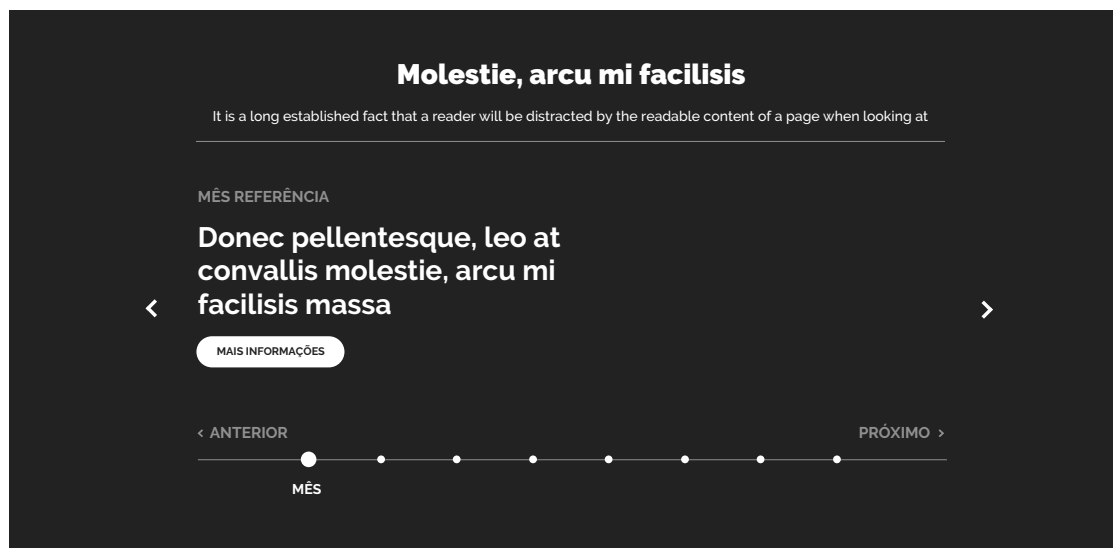 Molestie, arcu mi facilisis
It is a long established fact that a reader will be distracted by the readable content of a page when looking at
MÊS REFERÊNCIA
Donec pellentesque, leo at
convallis molestie, arcu mi
facilisis massa
MAIS INFORMAÇÕES
‹ ANTERIOR
PRÓXIMO ›
MÊS